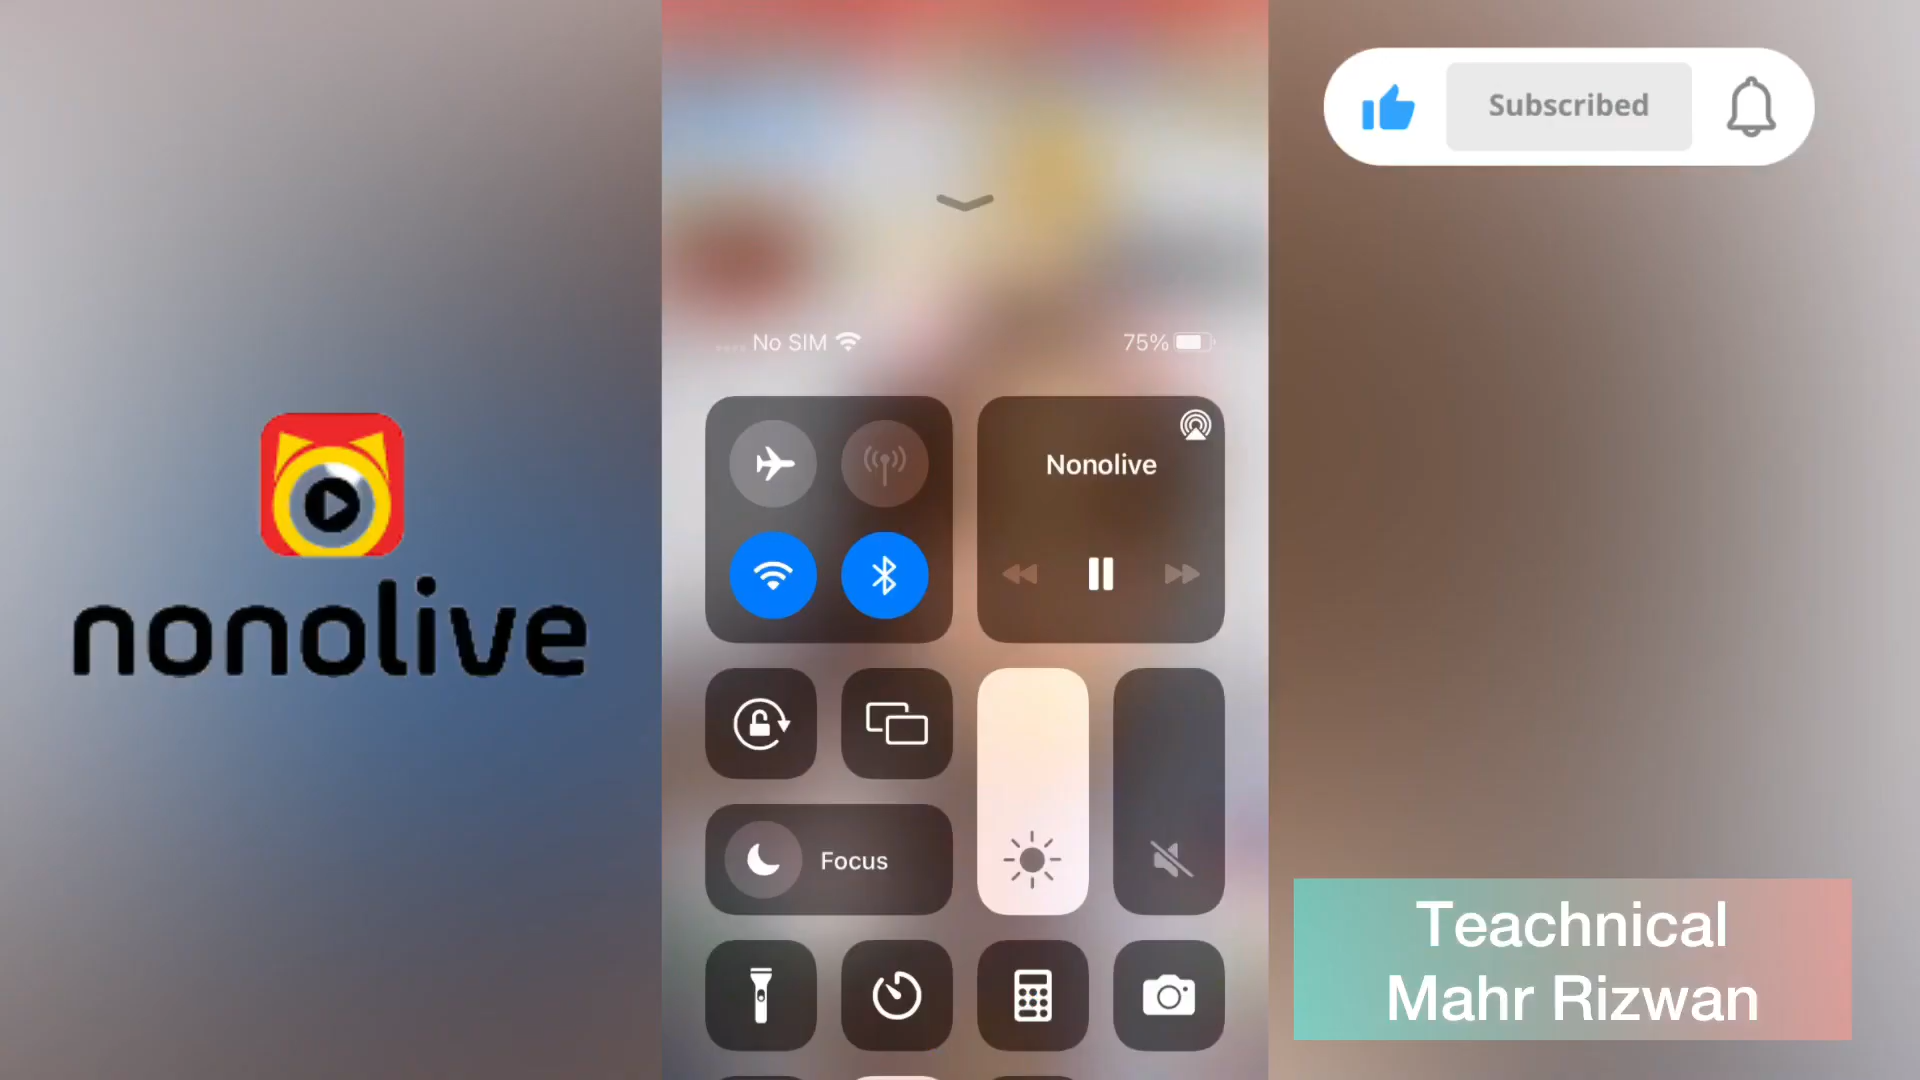 Subscribed
No SIM
75%
Nonolive
nonolive
Focus
Teachnical
Mahr Rizwan